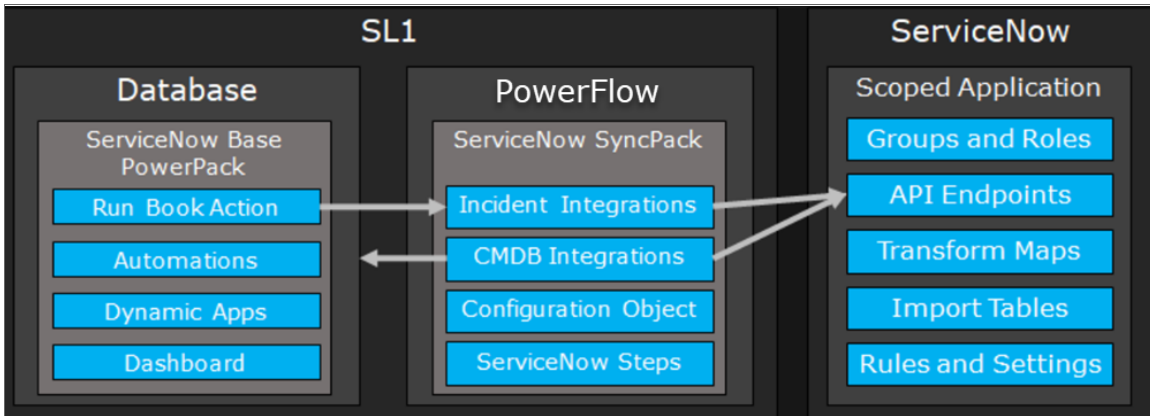 SL1
Database
ServiceNow Base
PowerPack
Run Book Action
Automations
Dynamic Apps
Dashboard
PowerFlow
ServiceNow SyncPack
Incident Integrations
CMDB Integrations
Configuration Object
ServiceNow Steps
ServiceNow
Scoped Application
Groups and Roles
API Endpoints
Transform Maps
Import Tables
Rules and Settings